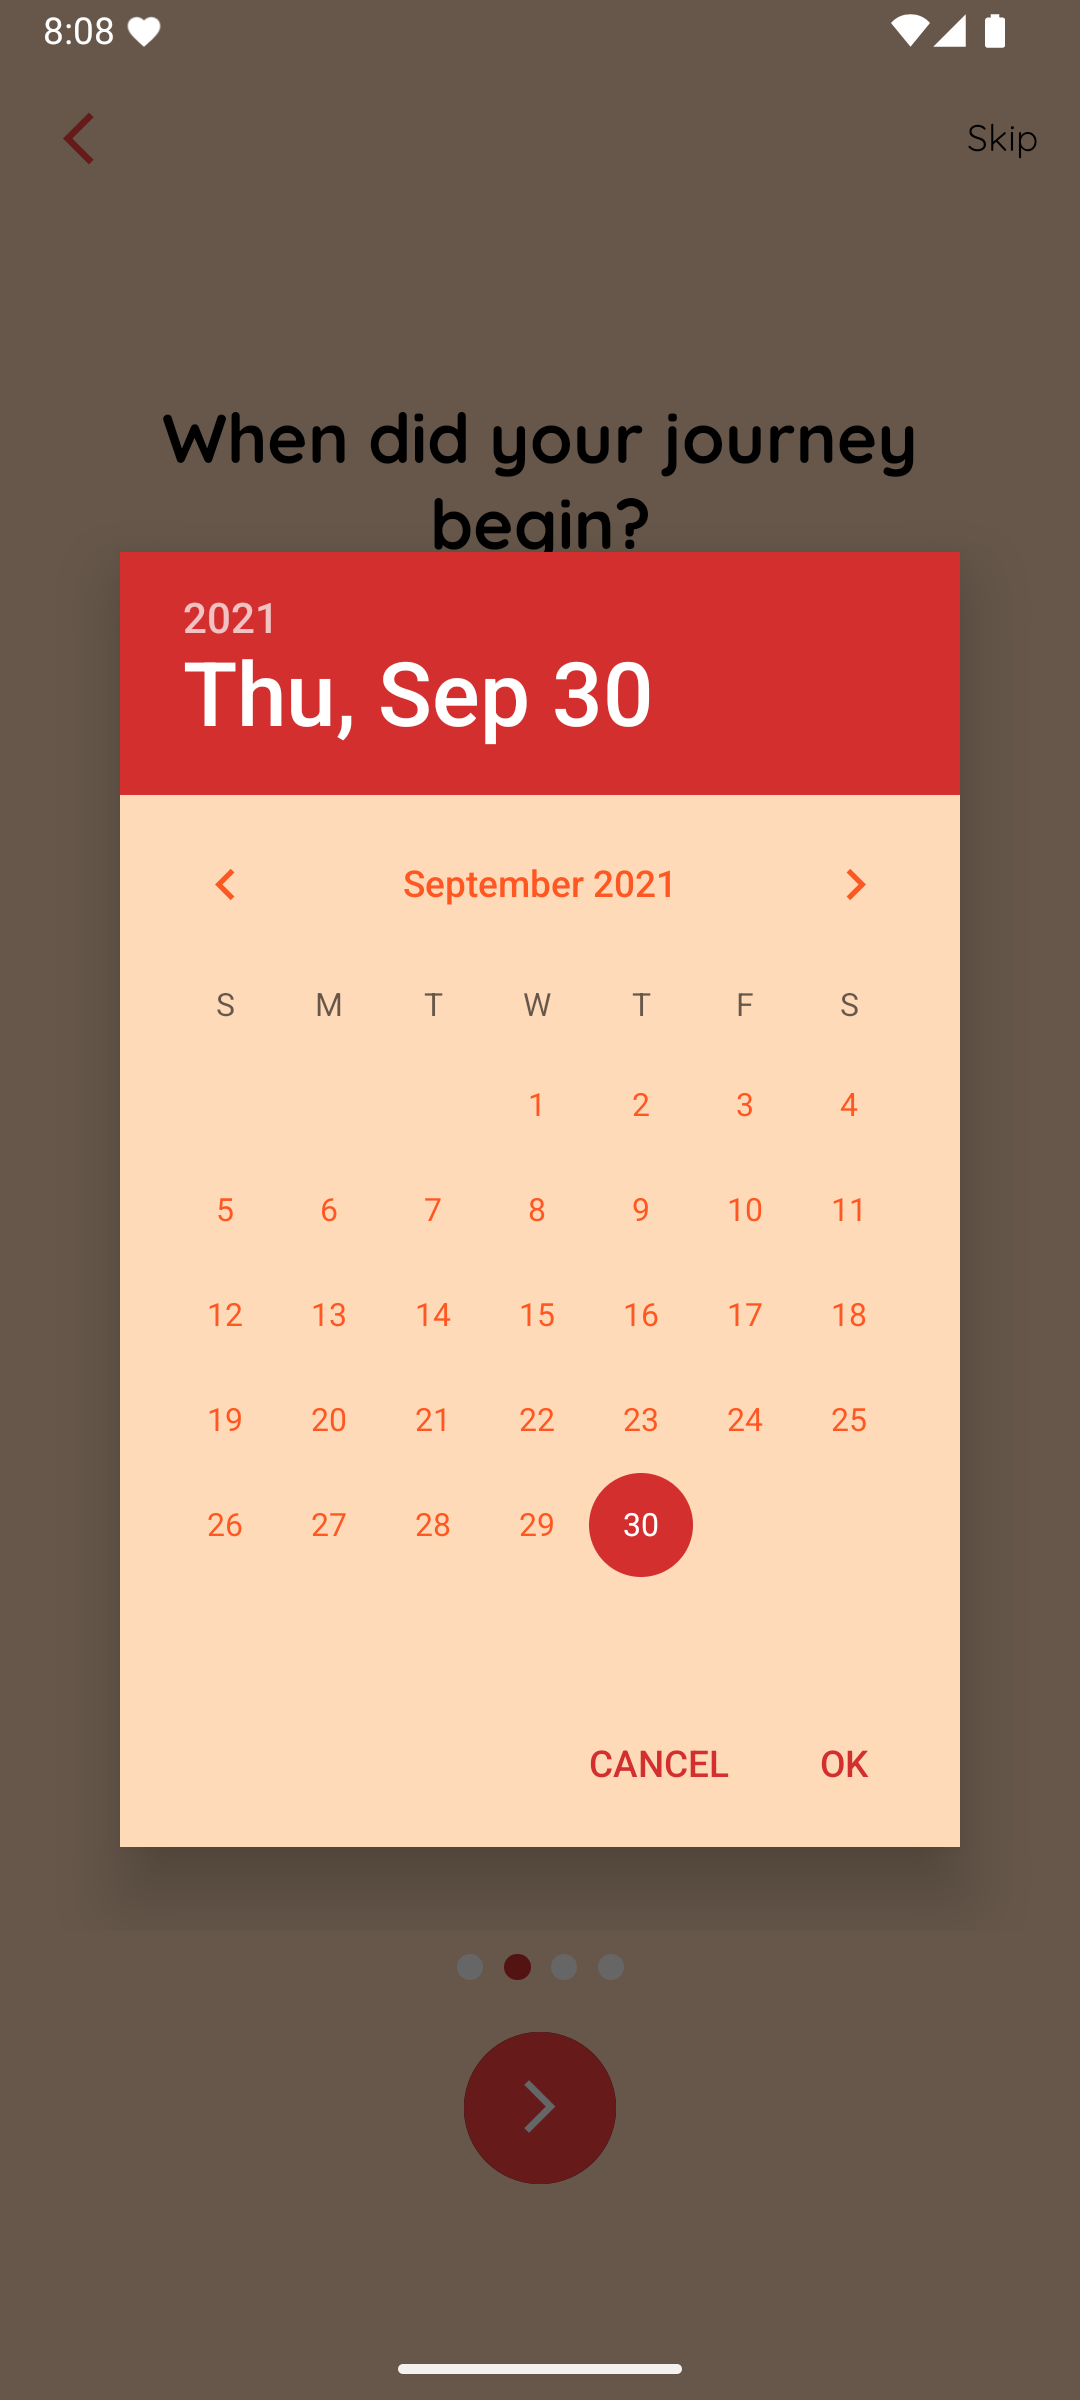 8:08
Skip
When did your journey
begin?
2021
Thu, Sep 30
September 2021
S M T W T F S
1 2 3 4
5 6 7 8 9 10 11
12 13 14 15 16 17 18
19 20 21 22 23 24 25
26 27 28 29 30
CANCEL OK